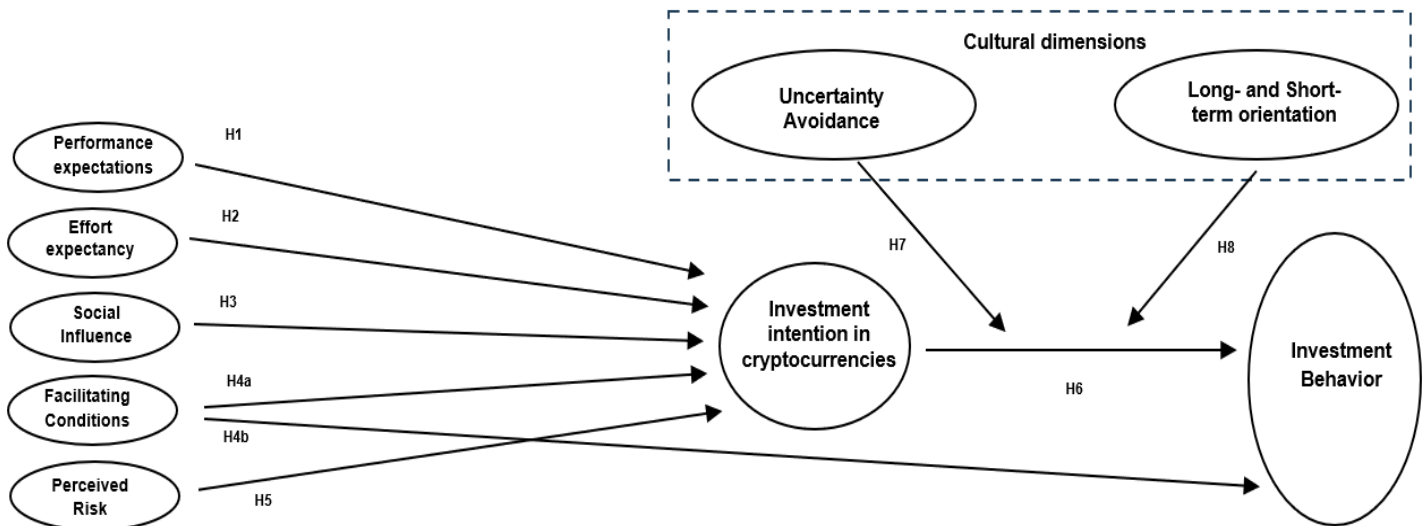 Cultural dimensions
Uncertainty
Avoidance
Long- and Short-
term orientation
Performance
expectations
H1
Effort
expectancy
H2
Social
Influence
H3
Facilitating
Conditions
H4a
H4b
Perceived
Risk
H5
Investment
intention in
cryptocurrencies
H7
H8
H6
Investment
Behavior